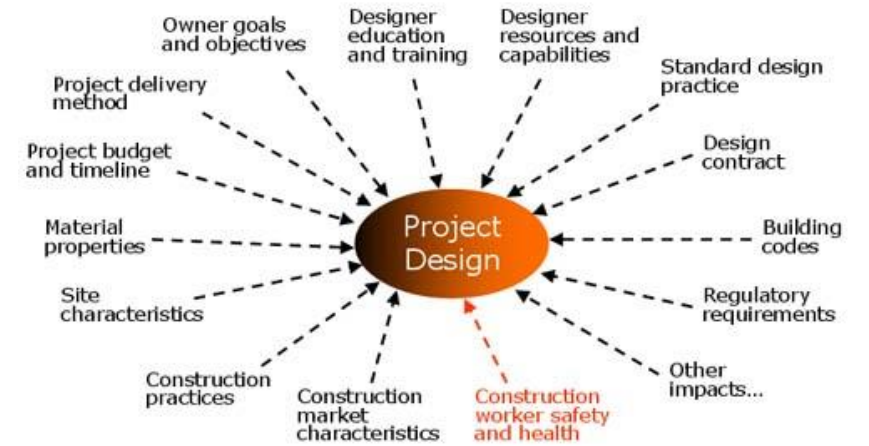 Owner goals
and objectives
Designer
education
and training
Designer
resources and
capabilities
Standard design
practice
Project delivery
method
Design
contract
Project budget
and timeline
Building
codes
Material
properties
Project
Design
Regulatory
requirements
Site
characteristics
Other
impacts...
Construction
practices
Construction
market
characteristics
Construction
worker safety
and health